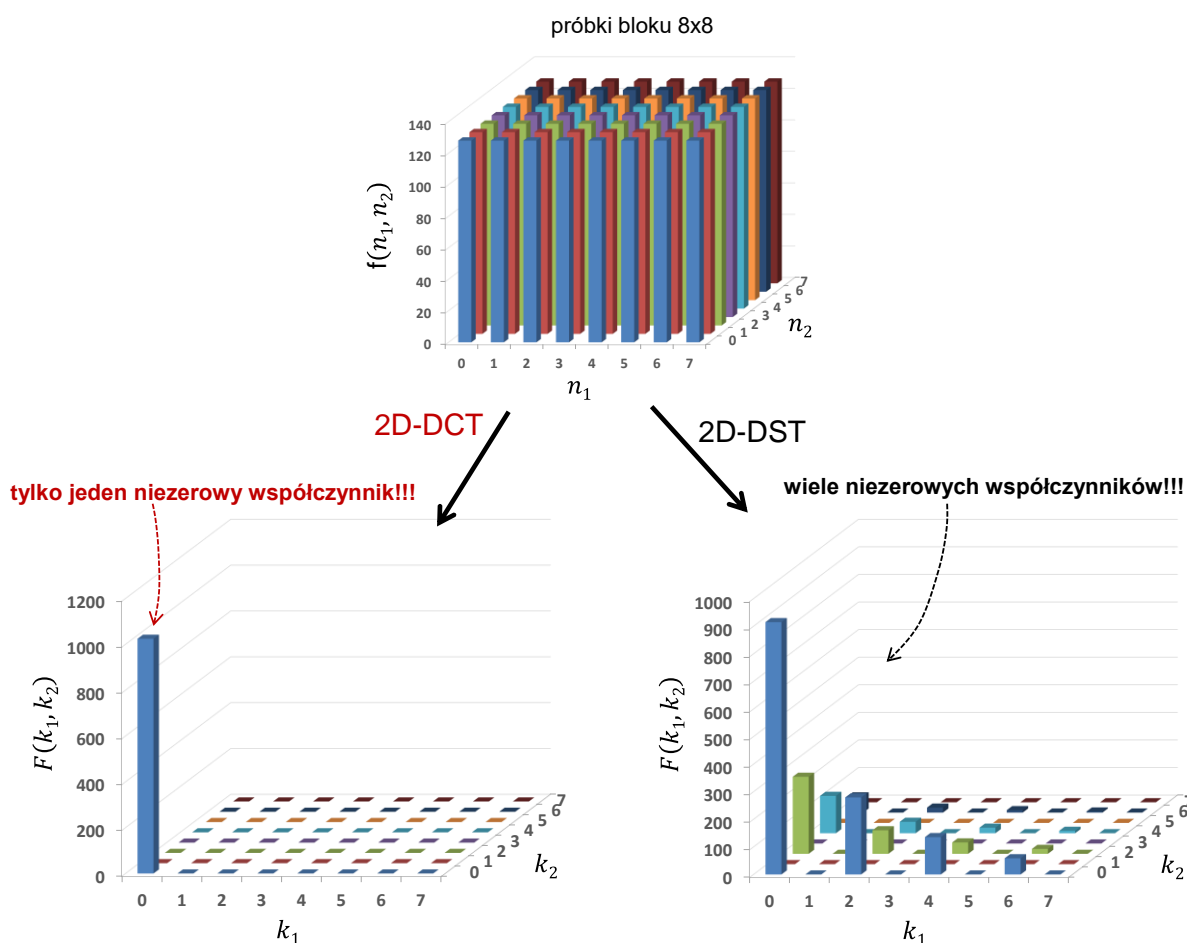 próbki bloku 8x8
140
120
100
80
60
40
20
0
f(n₁, n₂)
0 1 2 3 4 5 6 7
n₁
0 1 2 3 4 5 6 7
n₂
2D-DCT
2D-DST
tylko jeden niezerowy współczynnik!!!
wiele niezerowych współczynników!!!
1200
1000
800
600
400
200
0
F(k₁, k₂)
0 1 2 3 4 5 6 7
k₁
0 1 2 3 4 5 6 7
k₂
1000
900
800
700
600
500
400
300
200
100
0
F(k₁, k₂)
0 1 2 3 4 5 6 7
k₁
0 1 2 3 4 5 6 7
k₂